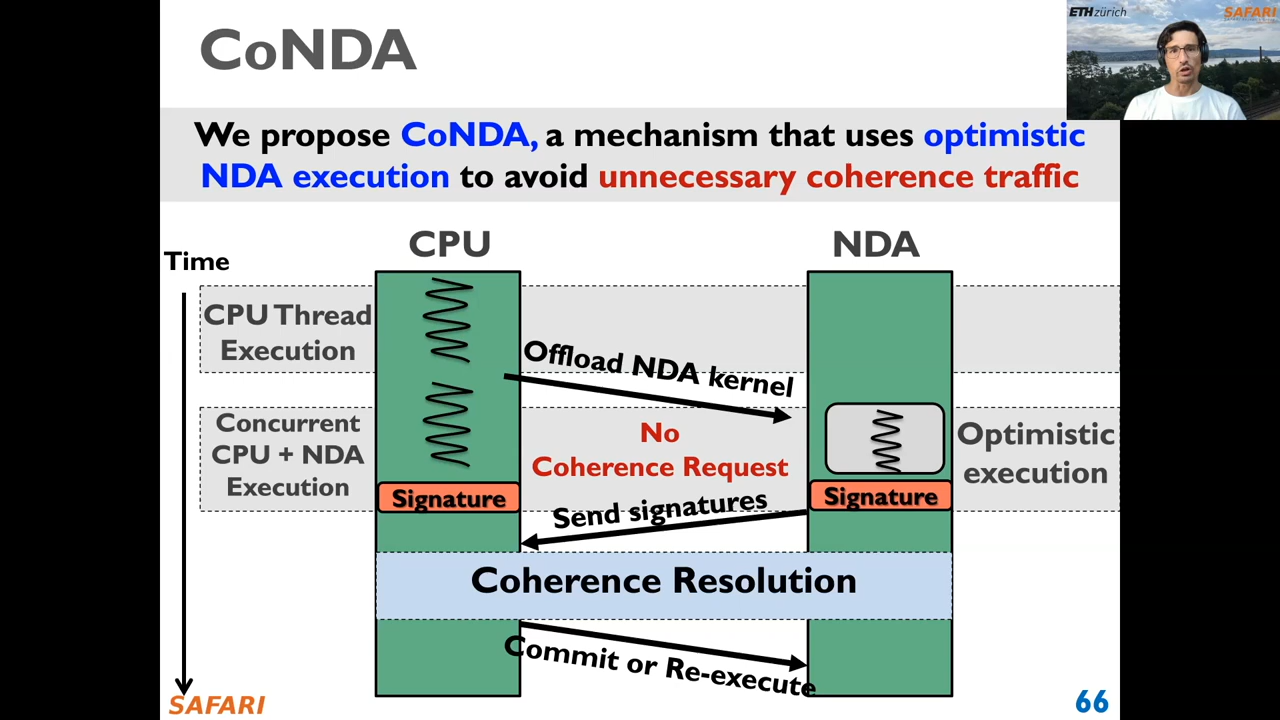 CoNDA
ETH zürich
SAFARI
We propose CoNDA, a mechanism that uses optimistic
NDA execution to avoid unnecessary coherence traffic
CPU
NDA
Time
CPU Thread
Execution
Offload NDA kernel
Concurrent
CPU + NDA
Execution
No
Coherence Request
Optimistic
execution
Signature
Signature
Send signatures
Coherence Resolution
Commit or Re-execute
SAFARI
66